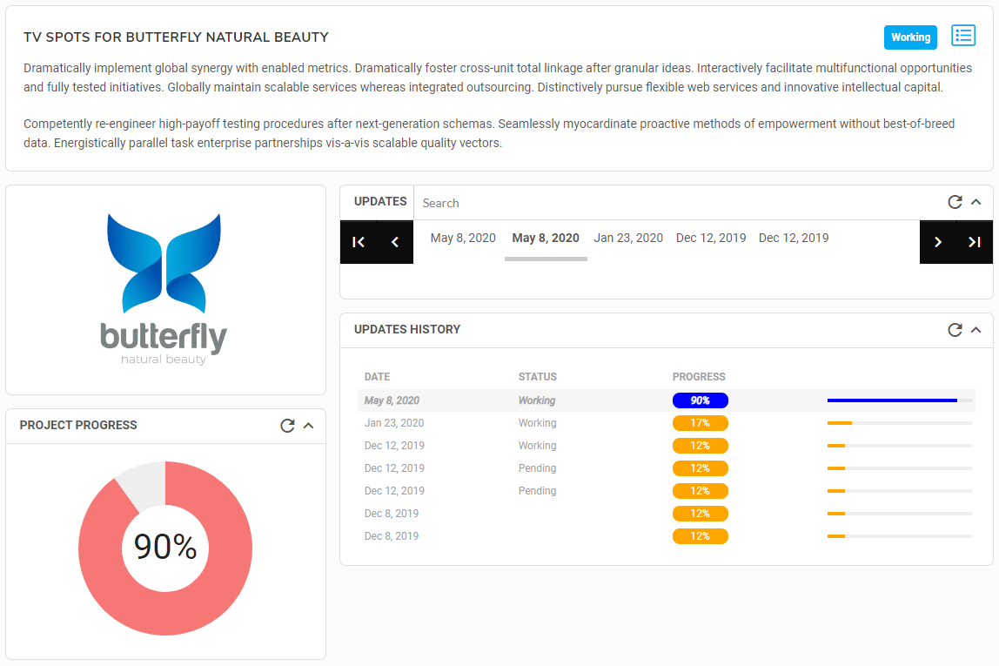 TV SPOTS FOR BUTTERFLY NATURAL BEAUTY
Working
Dramatically implement global synergy with enabled metrics. Dramatically foster cross-unit total linkage after granular ideas. Interactively facilitate multifunctional opportunities
and fully tested initiatives. Globally maintain scalable services whereas integrated outsourcing. Distinctively pursue flexible web services and innovative intellectual capital.
Competently re-engineer high-payoff testing procedures after next-generation schemas. Seamlessly myocardinate proactive methods of empowerment without best-of-breed
data. Energistically parallel task enterprise partnerships vis-a-vis scalable quality vectors.
butterfly
natural beauty
PROJECT PROGRESS
90%
UPDATES Search
May 8, 2020 May 8, 2020 Jan 23, 2020 Dec 12, 2019 Dec 12, 2019
UPDATES HISTORY
DATE STATUS PROGRESS
May 8, 2020 Working 90%
Jan 23, 2020 Working 17%
Dec 12, 2019 Working 12%
Dec 12, 2019 Pending 12%
Dec 12, 2019 Pending 12%
Dec 8, 2019 12%
Dec 8, 2019 12%